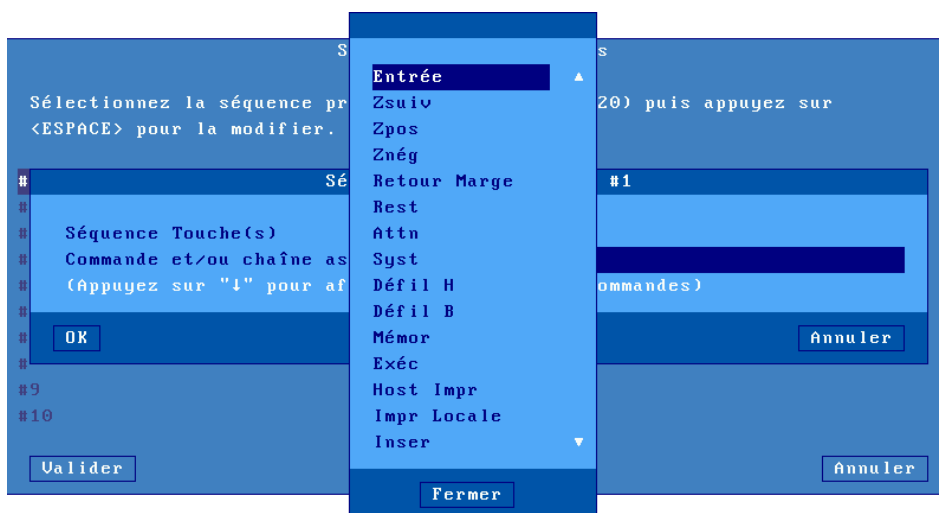 S
s
Sélectionnez la séquence pr
20) puis appuyez sur
<ESPACE> pour la modifier.
#
Sé
#1
#
#
Séquence Touche(s)
#
Commande et/ou chaîne as
#
(Appuyez sur "↓" pour af
ommandes)
#
#
OK
Annuler
#
#9
#10
Valider
Annuler
Entrée
Zsuiv
Zpos
Znég
Retour Marge
Rest
Attn
Syst
Défil H
Défil B
Mémor
Exéc
Host Impr
Impr Locale
Inser
Fermer